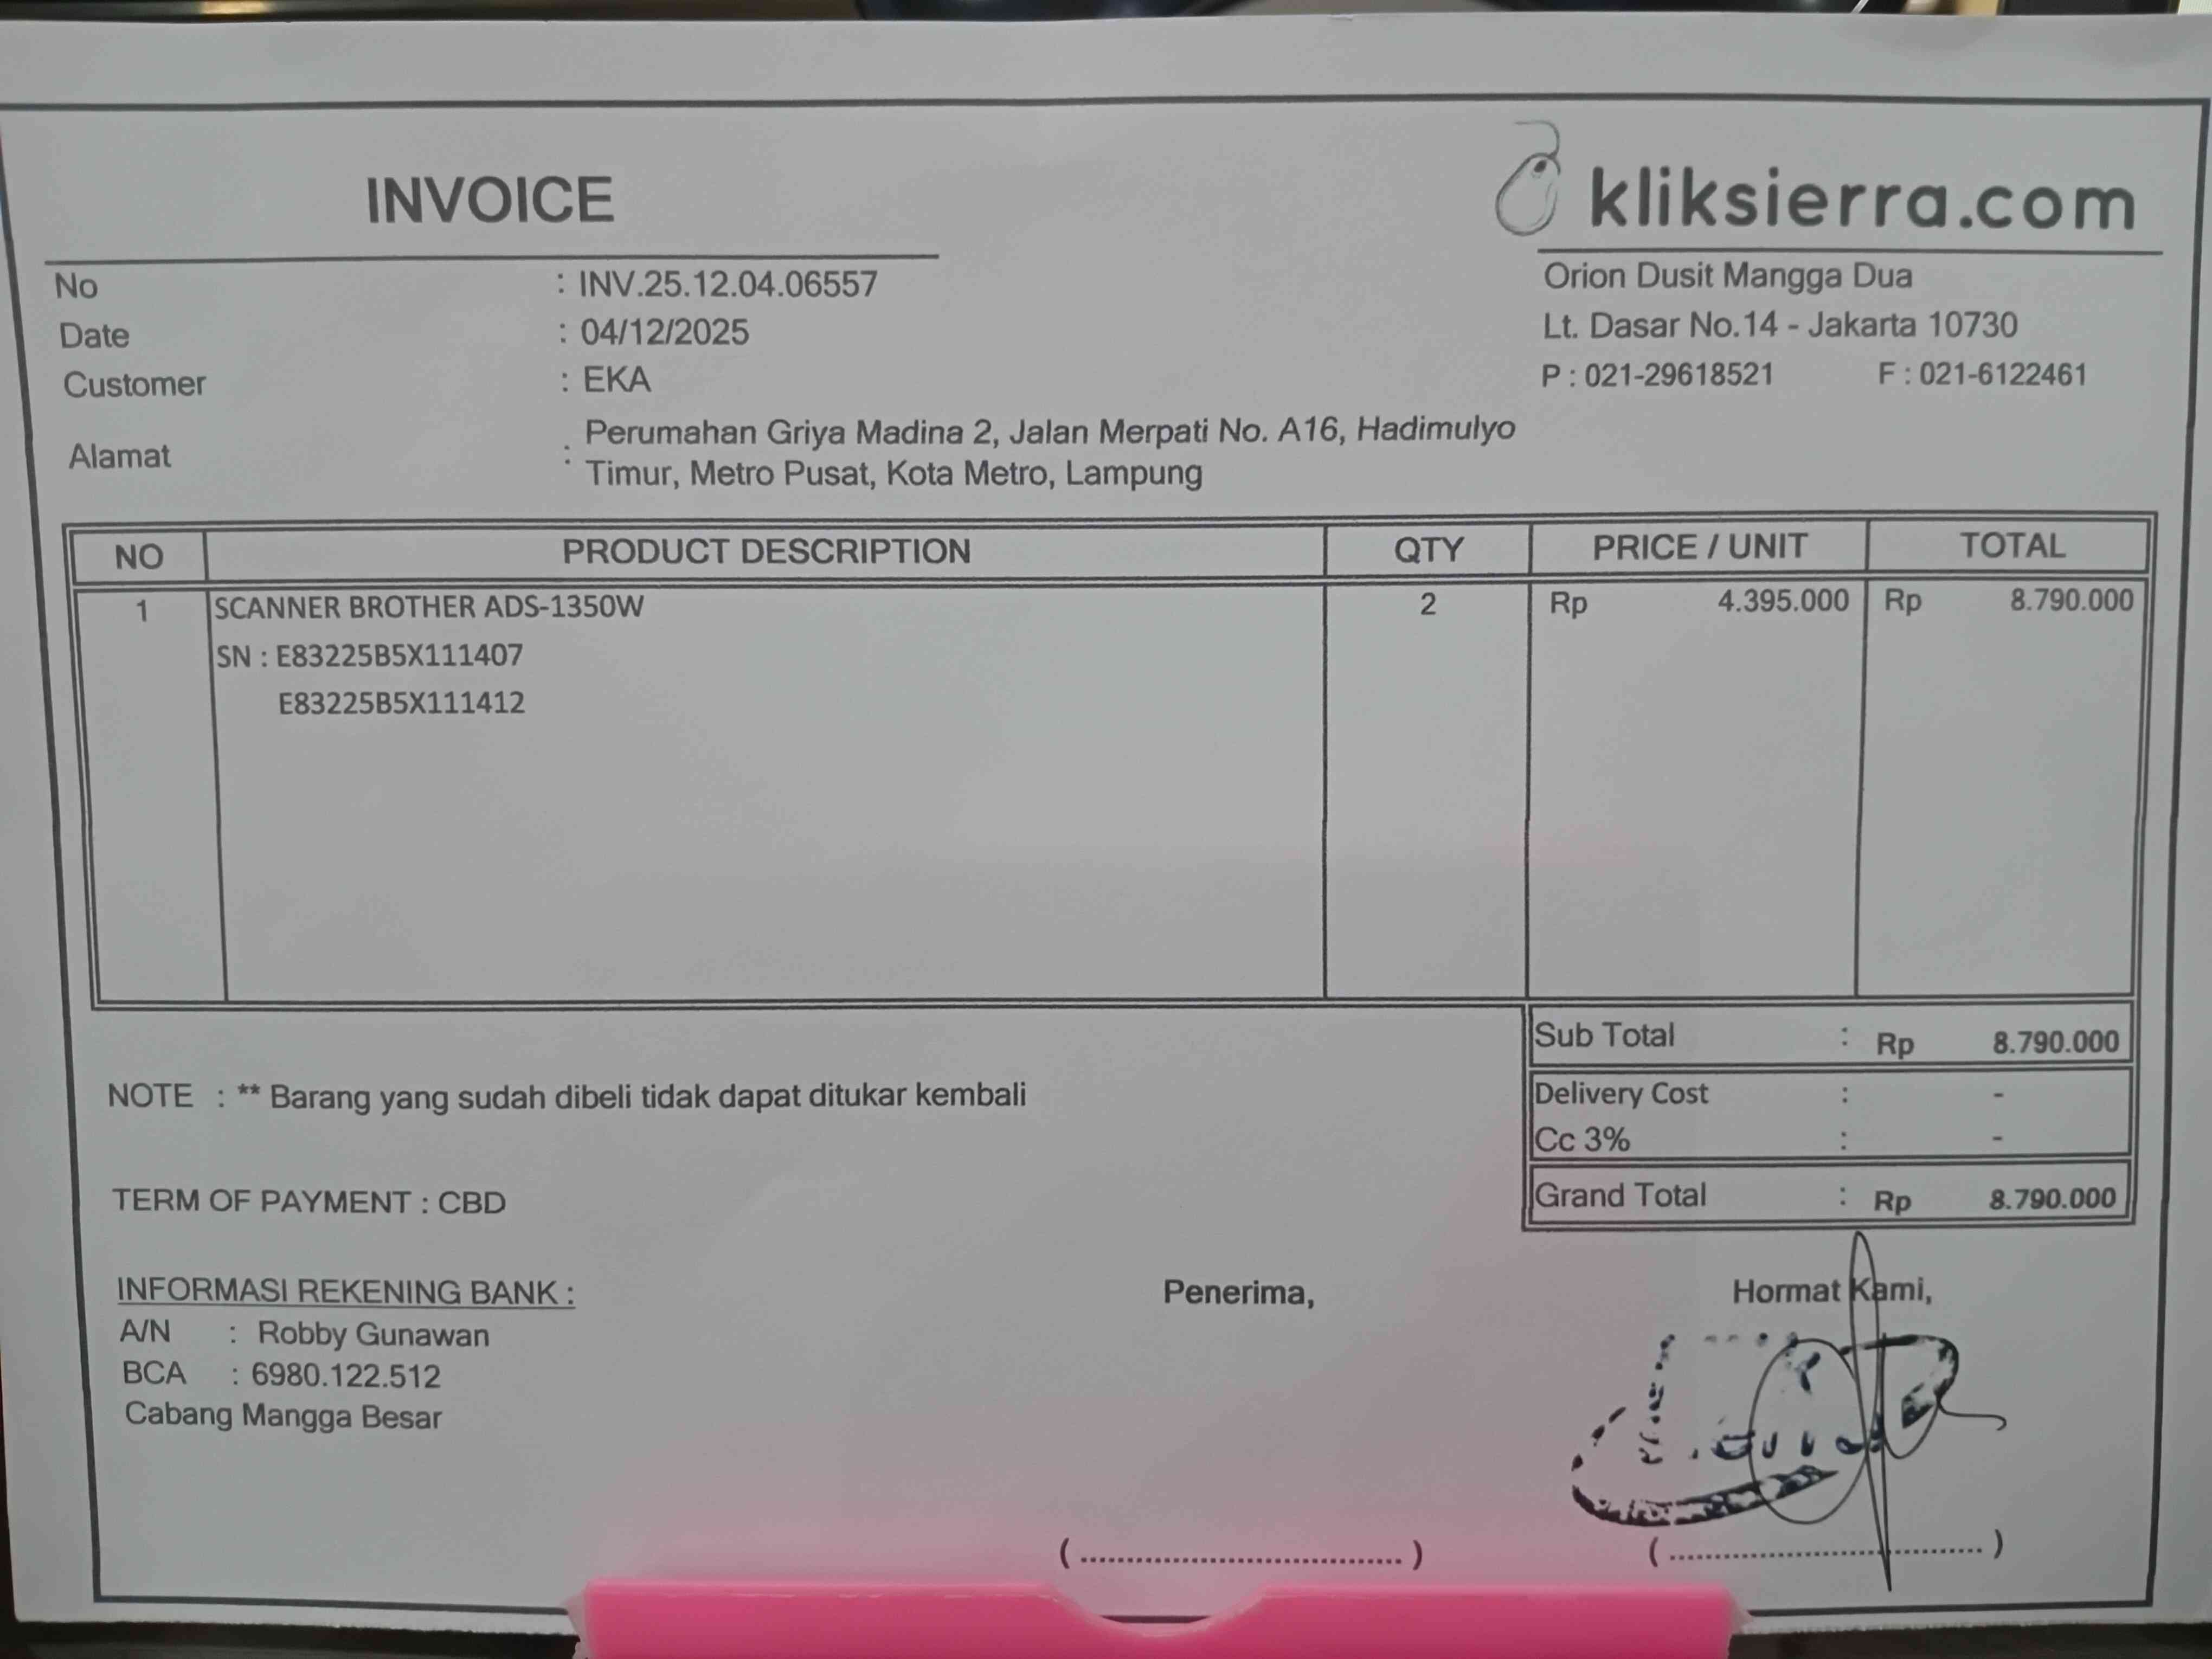 INVOICE
kliksierra.com
Orion Dusit Mangga Dua
Lt. Dasar No.14 - Jakarta 10730
P : 021-29618521 F : 021-6122461
No : INV.25.12.04.06557
Date : 04/12/2025
Customer : EKA
Alamat : Perumahan Griya Madina 2, Jalan Merpati No. A16, Hadimulyo
Timur, Metro Pusat, Kota Metro, Lampung
NO PRODUCT DESCRIPTION QTY PRICE / UNIT TOTAL
1 SCANNER BROTHER ADS-1350W 2 Rp 4.395.000 Rp 8.790.000
SN : E83225B5X111407
E83225B5X111412
Sub Total : Rp 8.790.000
NOTE : ** Barang yang sudah dibeli tidak dapat ditukar kembali
Delivery Cost : -
Cc 3% : -
TERM OF PAYMENT : CBD
Grand Total : Rp 8.790.000
INFORMASI REKENING BANK :
A/N : Robby Gunawan
BCA : 6980.122.512
Cabang Mangga Besar
Penerima,
Hormat Kami,
( ................................... ) ( ................................... )